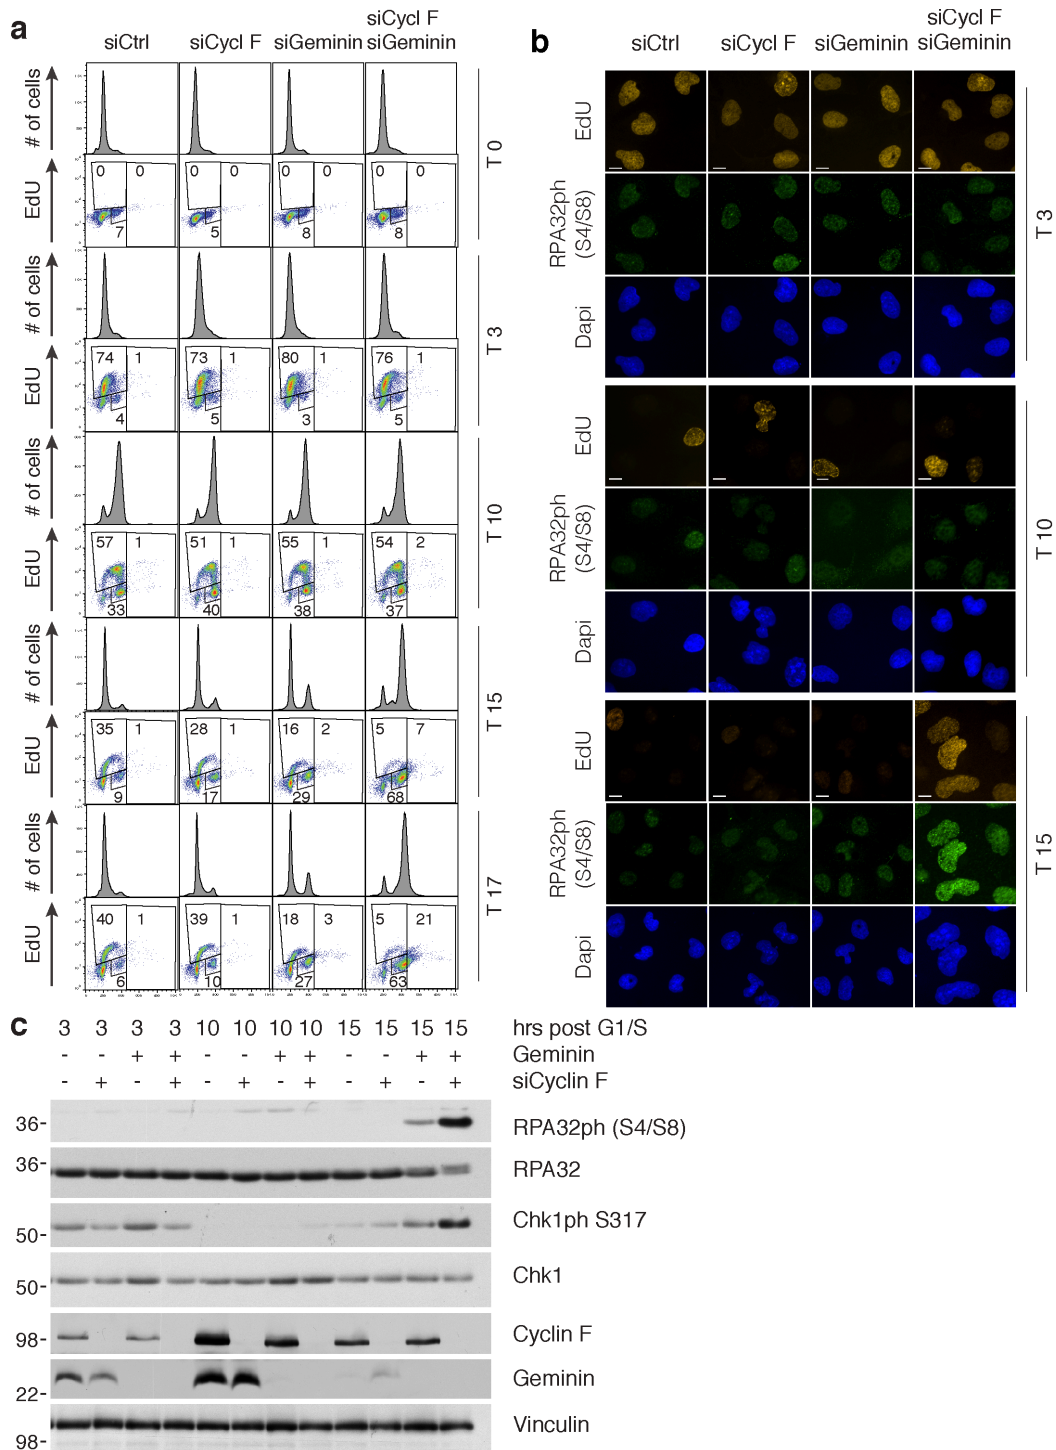 a
siCtrl siCycl F siGeminin siCycl F siGeminin
# of cells
T 0
EdU
0 0 0 0 0 0 0 0
7 5 8 8
# of cells
T 3
EdU
74 1 73 1 80 1 76 1
4 5 3 5
# of cells
T 10
EdU
57 1 51 1 55 1 54 2
33 40 38 37
# of cells
T 15
EdU
35 1 28 1 16 2 5 7
9 17 29 68
# of cells
T 17
EdU
40 1 39 1 18 3 5 21
6 10 27 63
b
siCtrl siCycl F siGeminin siCycl F siGeminin
EdU
RPA32ph (S4/S8)
Dapi
T 3
EdU
RPA32ph (S4/S8)
Dapi
T 10
EdU
RPA32ph (S4/S8)
Dapi
T 15
c
3 3 3 3 10 10 10 10 15 15 15 15 hrs post G1/S
- - + + - - + + - - + + Geminin
- + - + - + - + - + - + siCyclin F
36- RPA32ph (S4/S8)
36- RPA32
50- Chk1ph S317
50- Chk1
98- Cyclin F
22- Geminin
98- Vinculin